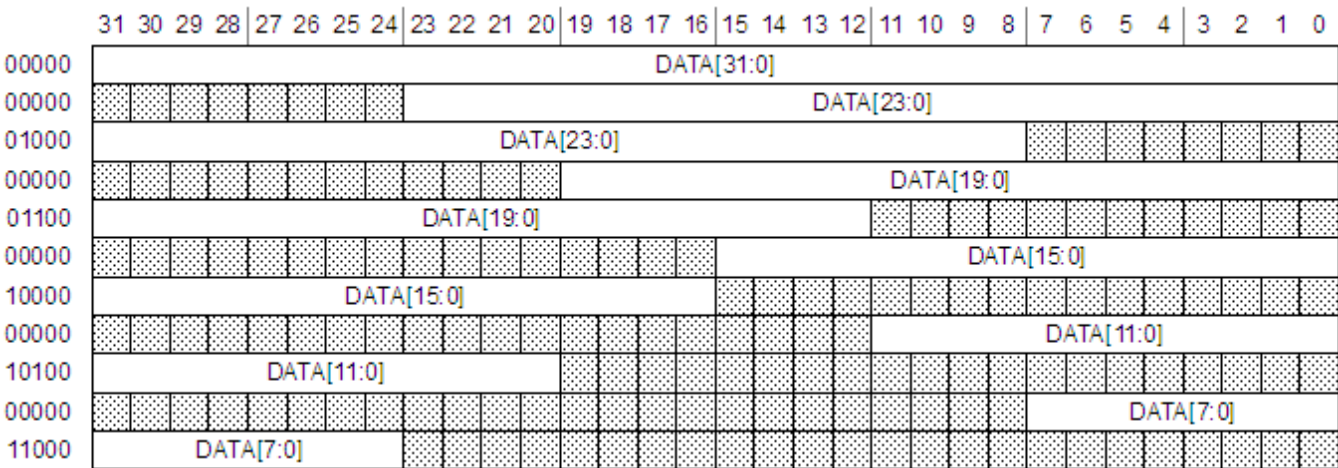 31 30 29 28 27 26 25 24 23 22 21 20 19 18 17 16 15 14 13 12 11 10 9 8 7 6 5 4 3 2 1 0
00000 DATA[31:0]
00000 DATA[23:0]
01000 DATA[23:0]
00000 DATA[19:0]
01100 DATA[19:0]
00000 DATA[15:0]
10000 DATA[15:0]
00000 DATA[11:0]
10100 DATA[11:0]
00000 DATA[7:0]
11000 DATA[7:0]